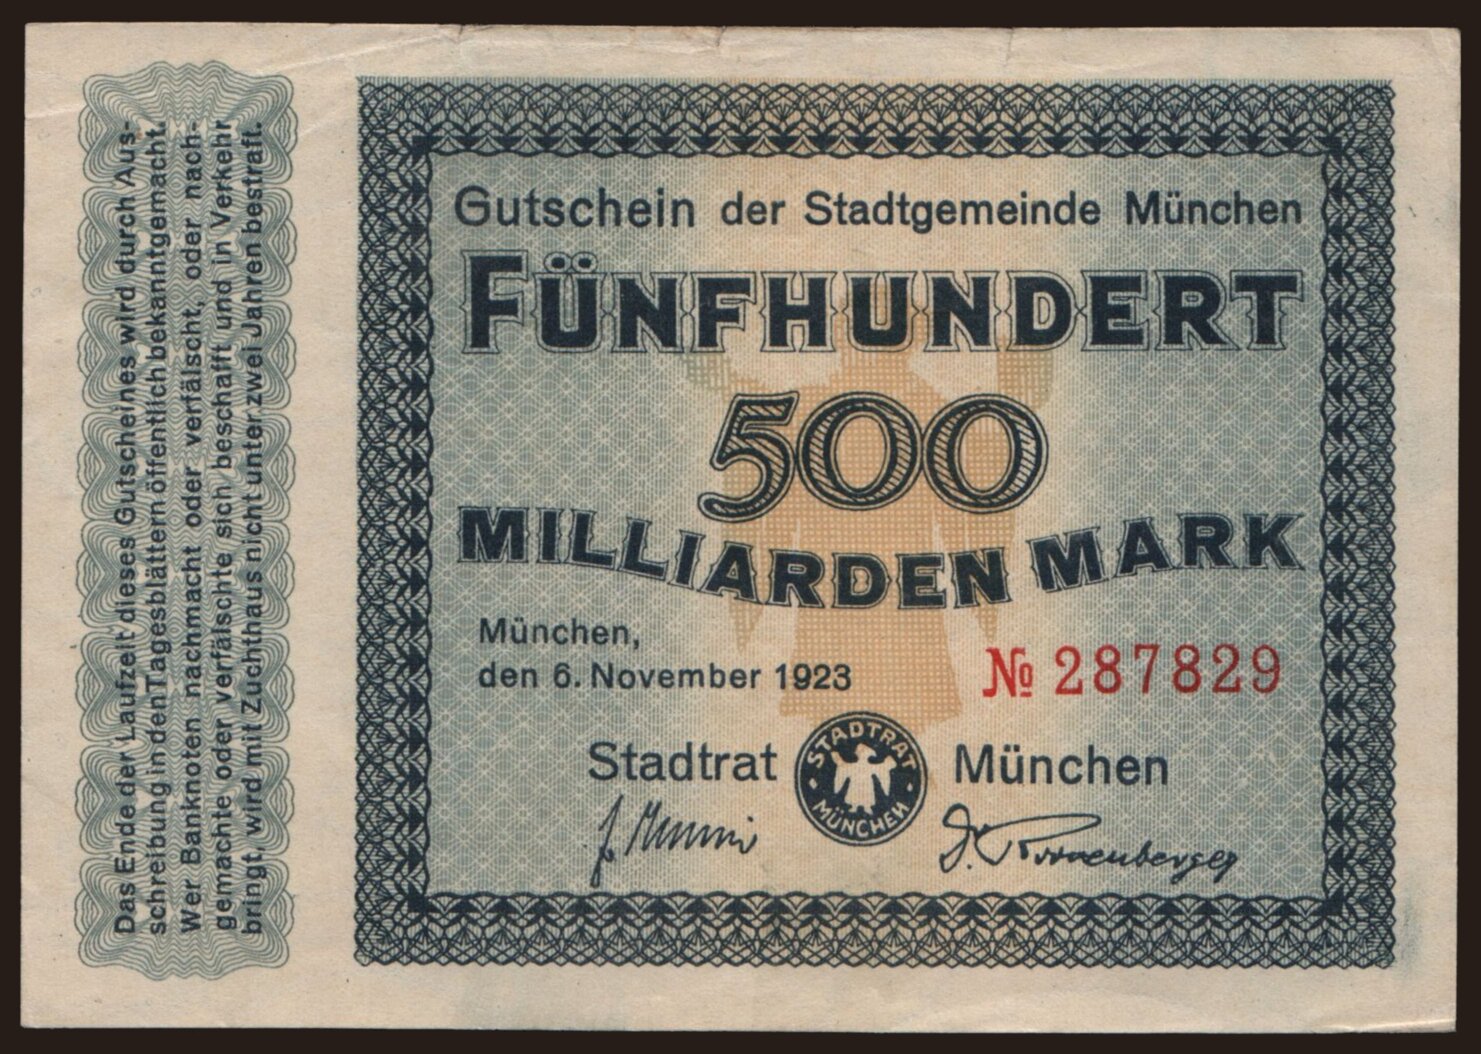 Das Ende der Laufzeit dieses Gutscheines wird durch Aus-
schreibung in den Tagesblättern öffentlich bekanntgemacht.
Wer Banknoten nachmacht oder verfälscht, oder nach-
gemachte oder verfälschte sich beschafft und in Verkehr
bringt, wird mit Zuchthaus nicht unter zwei Jahren bestraft.
Gutschein der Stadtgemeinde München
FÜNFHUNDERT
500
MILLIARDEN MARK
München,
den 6. November 1923
№ 287829
Stadtrat München
STADTRAT
MÜNCHEN